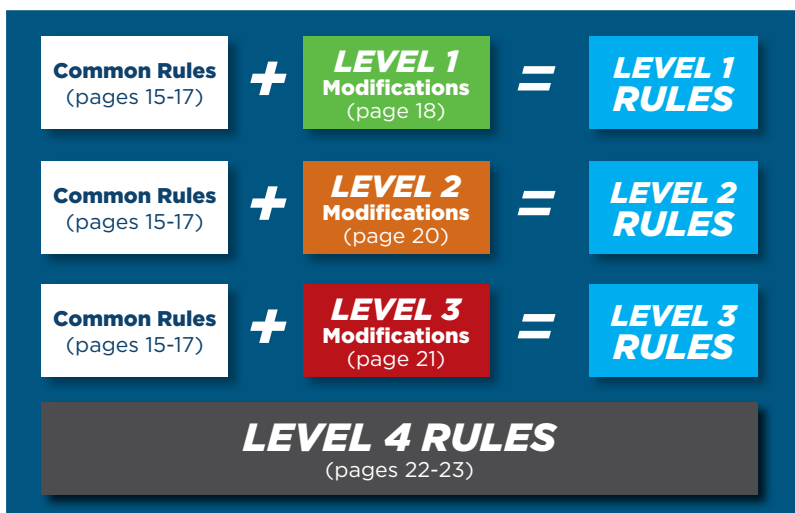 Common Rules
(pages 15-17)
+
LEVEL 1
Modifications
(page 18)
=
LEVEL 1
RULES
Common Rules
(pages 15-17)
+
LEVEL 2
Modifications
(page 20)
=
LEVEL 2
RULES
Common Rules
(pages 15-17)
+
LEVEL 3
Modifications
(page 21)
=
LEVEL 3
RULES
LEVEL 4 RULES
(pages 22-23)